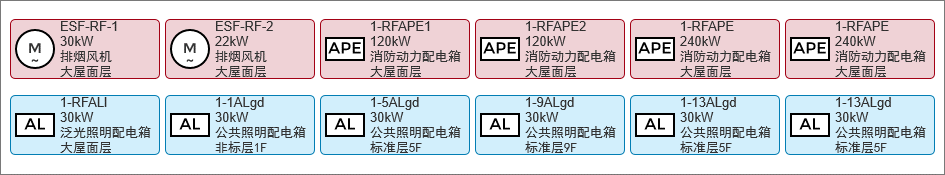 M
~
ESF-RF-1
30kW
排烟风机
大屋面层
M
~
ESF-RF-2
22kW
排烟风机
大屋面层
APE
1-RFAPE1
120kW
消防动力配电箱
大屋面层
APE
1-RFAPE2
120kW
消防动力配电箱
大屋面层
APE
1-RFAPE
240kW
消防动力配电箱
大屋面层
APE
1-RFAPE
240kW
消防动力配电箱
大屋面层
AL
1-RFALI
30kW
泛光照明配电箱
大屋面层
AL
1-1ALgd
30kW
公共照明配电箱
非标层1F
AL
1-5ALgd
30kW
公共照明配电箱
标准层5F
AL
1-9ALgd
30kW
公共照明配电箱
标准层9F
AL
1-13ALgd
30kW
公共照明配电箱
标准层5F
AL
1-13ALgd
30kW
公共照明配电箱
标准层5F